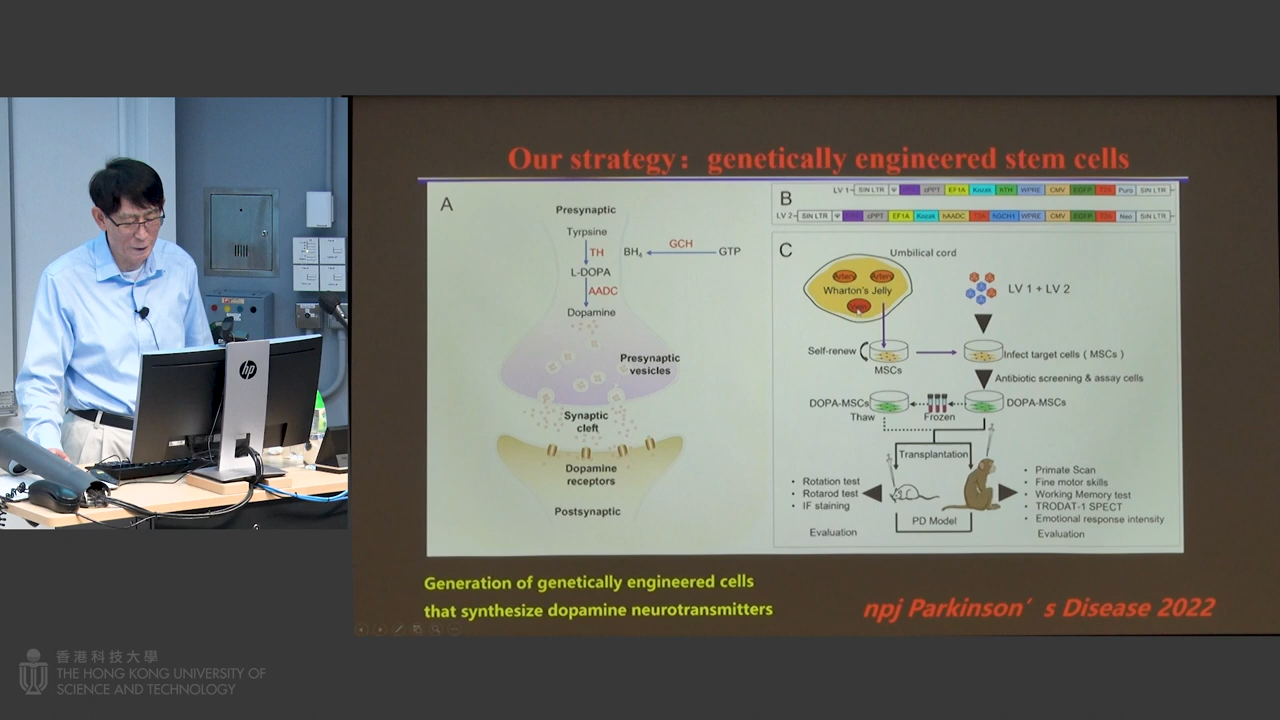 Our strategy：genetically engineered stem cells
A
Presynaptic
Tyrpsine
TH
BH4
GCH
GTP
L-DOPA
AADC
Dopamine
Presynaptic
vesicles
Synaptic
cleft
Dopamine
receptors
Postsynaptic
B
LV 1 SIN LTR Ψ cPPT EF1A Kozak hTH WPRE CMV EGFP T2A Puro SIN LTR
LV 2 SIN LTR Ψ cPPT EF1A Kozak hAADC T2A hGCH1 WPRE CMV EGFP T2A Neo SIN LTR
C
Umbilical cord
Artery Artery
Wharton's Jelly
LV 1 + LV 2
Self-renew
MSCs
Infect target cells ( MSCs )
Antibiotic screening & assay cells
DOPA-MSCs
Thaw
Frozen
DOPA-MSCs
Transplantation
• Rotation test
• Rotarod test
• IF staining
Evaluation
PD Model
• Primate Scan
• Fine motor skills
• Working Memory test
• TRODAT-1 SPECT
• Emotional response intensity
Evaluation
Generation of genetically engineered cells
that synthesize dopamine neurotransmitters
npj Parkinson's Disease 2022
hp
香港科技大學
THE HONG KONG UNIVERSITY OF
SCIENCE AND TECHNOLOGY